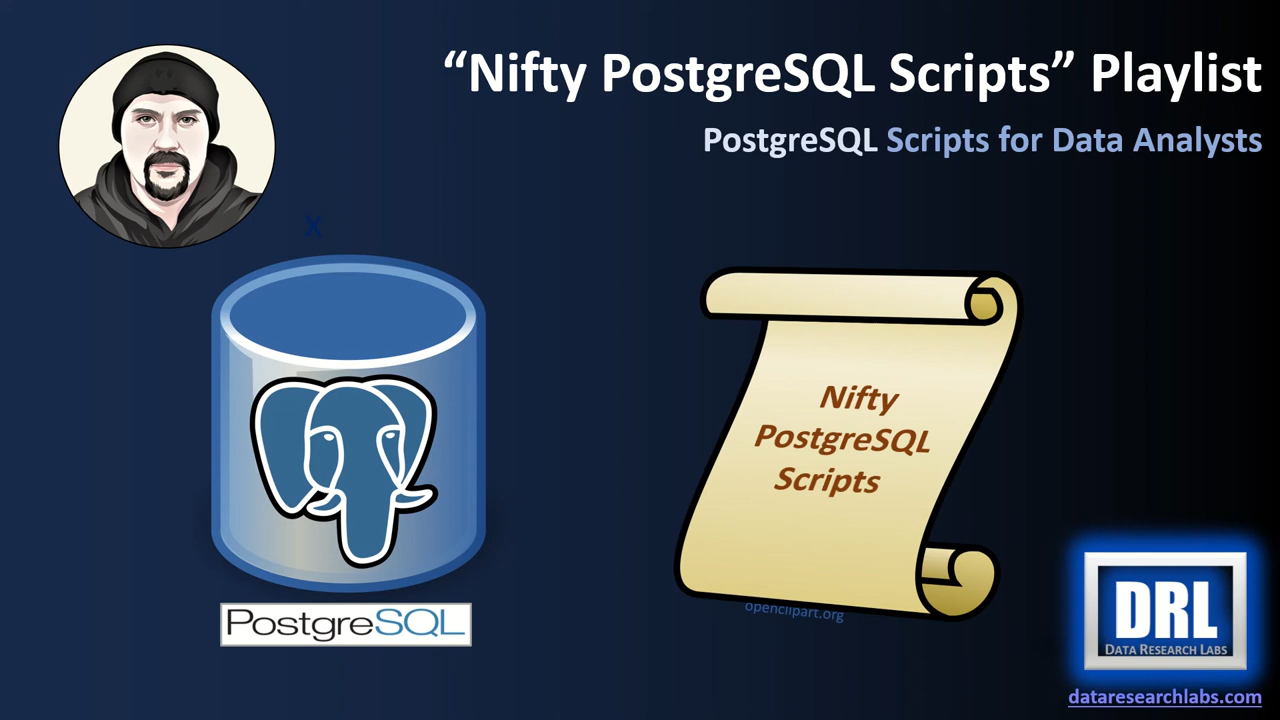 “Nifty PostgreSQL Scripts” Playlist
PostgreSQL Scripts for Data Analysts
x
Nifty
PostgreSQL
Scripts
openclipart.org
PostgreSQL
DRL
DATA RESEARCH LABS
dataresearchlabs.com